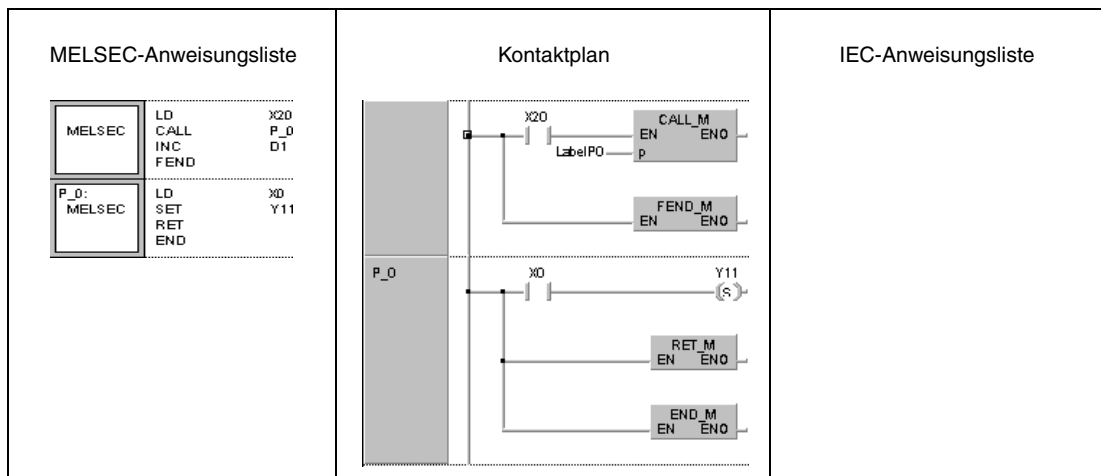 MELSEC-Anweisungsliste
MELSEC
LD X20
CALL P_0
INC D1
FEND
P_0:
MELSEC
LD X0
SET Y11
RET
END
Kontaktplan
X20
CALL_M
EN ENO
LabelP0
p
FEND_M
EN ENO
P_0
X0
Y11
S
RET_M
EN ENO
END_M
EN ENO
IEC-Anweisungsliste